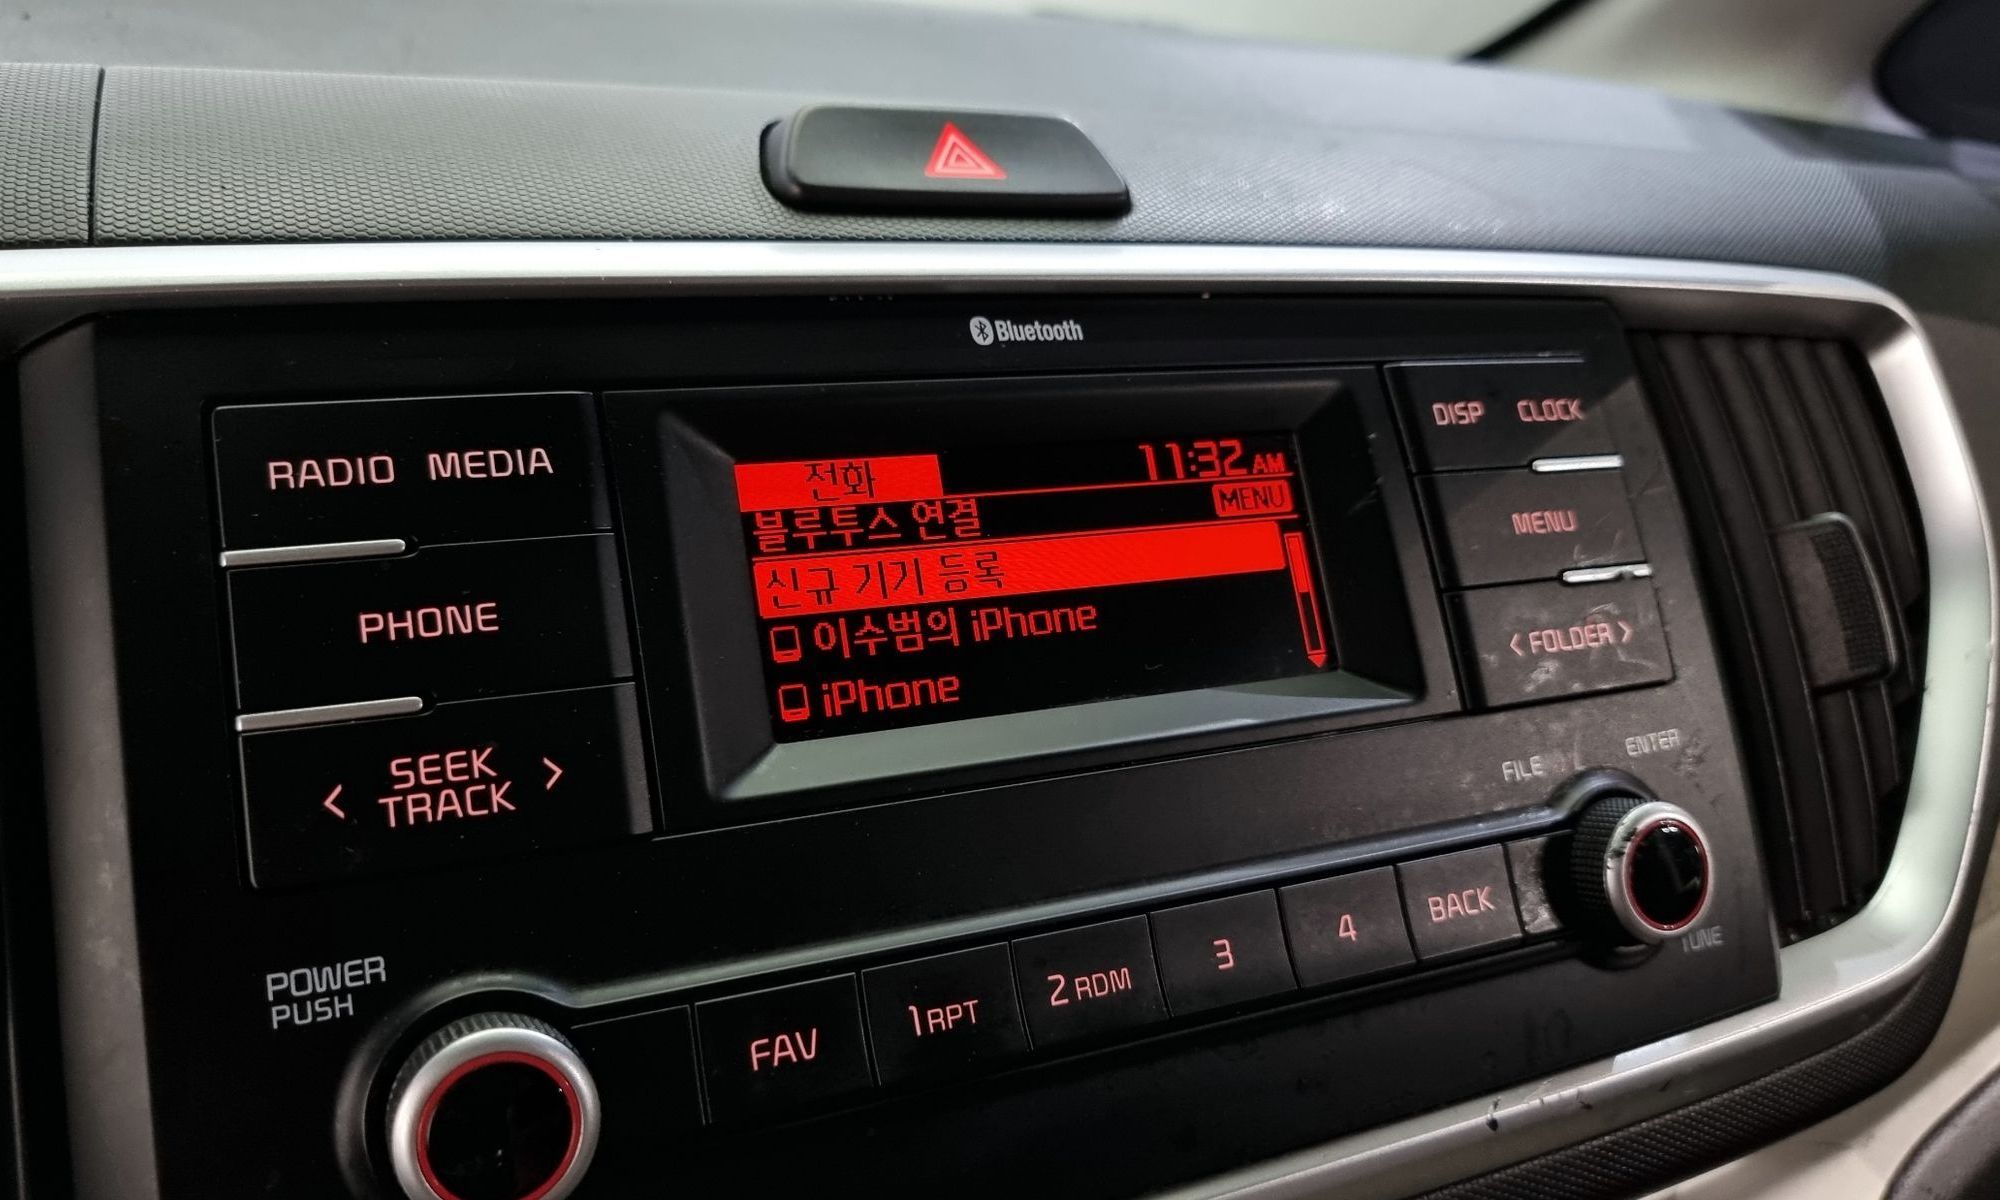 Bluetooth
RADIO MEDIA
PHONE
< SEEK TRACK >
POWER
PUSH
전화
11:32 AM
블루투스 연결
MENU
신규 기기 등록
이수범의 iPhone
iPhone
DISP CLOCK
MENU
< FOLDER >
FILE
ENTER
TUNE
FAV
1 RPT
2 RDM
3
4
BACK